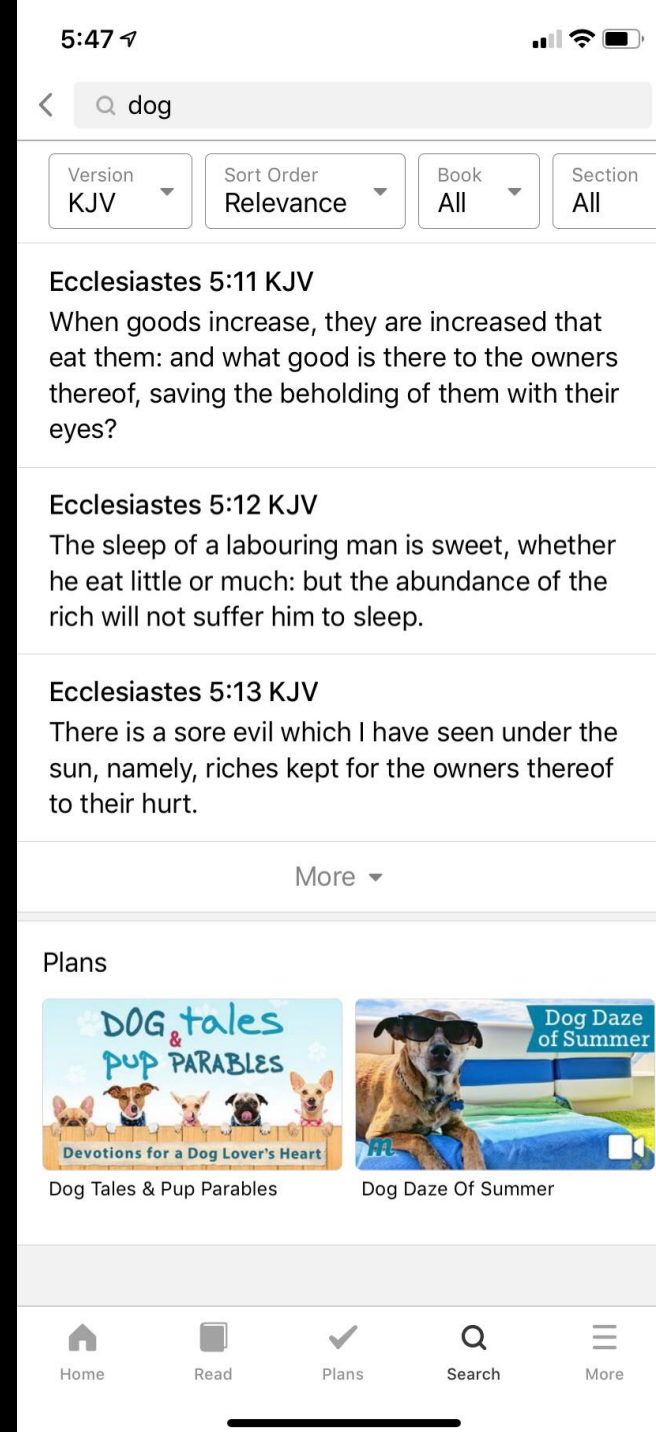 5:47
dog
Version
KJV
Sort Order
Relevance
Book
All
Section
All
Ecclesiastes 5:11 KJV
When goods increase, they are increased that
eat them: and what good is there to the owners
thereof, saving the beholding of them with their
eyes?
Ecclesiastes 5:12 KJV
The sleep of a labouring man is sweet, whether
he eat little or much: but the abundance of the
rich will not suffer him to sleep.
Ecclesiastes 5:13 KJV
There is a sore evil which I have seen under the
sun, namely, riches kept for the owners thereof
to their hurt.
More
Plans
DOG tales
&
PUP PARABLES
Devotions for a Dog Lover's Heart
Dog Tales & Pup Parables
Dog Daze
of Summer
m
Dog Daze Of Summer
Home
Read
Plans
Search
More